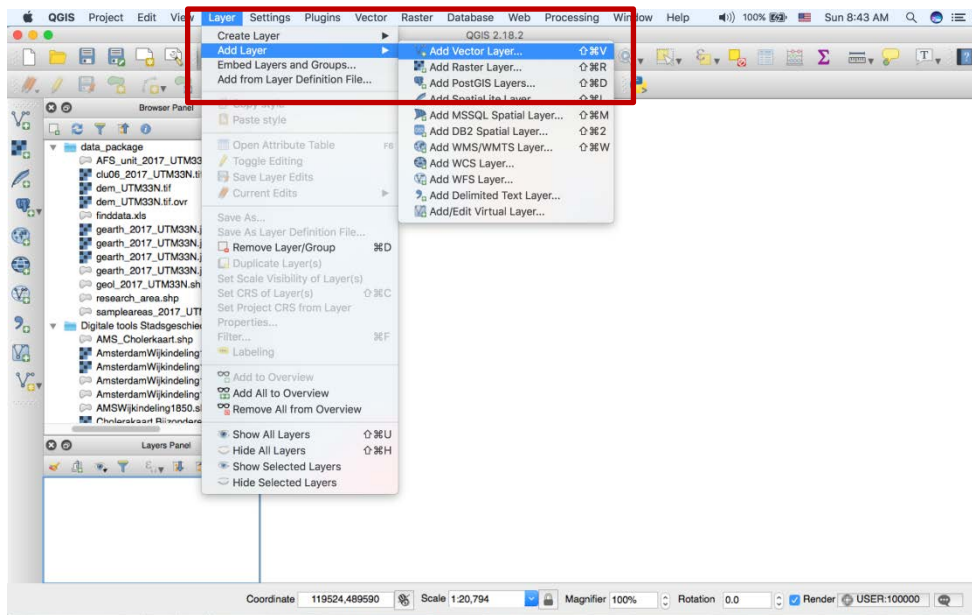 QGIS Project Edit View Layer Settings Plugins Vector Raster Database Web Processing Window Help 100% Sun 8:43 AM
QGIS 2.18.2
Create Layer
Add Layer
Embed Layers and Groups...
Add from Layer Definition File...
Copy style
Paste style
Open Attribute Table F6
Toggle Editing
Save Layer Edits
Current Edits
Save As...
Save As Layer Definition File...
Remove Layer/Group ⌘D
Duplicate Layer(s)
Set Scale Visibility of Layer(s)
Set CRS of Layer(s) ⇧⌘C
Set Project CRS from Layer
Properties...
Filter... ⌘F
Labeling
Add to Overview
Add All to Overview
Remove All from Overview
Show All Layers ⇧⌘U
Hide All Layers ⇧⌘H
Show Selected Layers
Hide Selected Layers
Add Vector Layer... ⇧⌘V
Add Raster Layer... ⇧⌘R
Add PostGIS Layers... ⇧⌘D
Add SpatiaLite Layer... ⇧⌘L
Add MSSQL Spatial Layer... ⇧⌘M
Add DB2 Spatial Layer... ⇧⌘2
Add WMS/WMTS Layer... ⇧⌘W
Add WCS Layer...
Add WFS Layer...
Add Delimited Text Layer...
Add/Edit Virtual Layer...
Browser Panel
data_package
AFS_unit_2017_UTM33
clu06_2017_UTM33N.ti
dem_UTM33N.tif
dem_UTM33N.tif.ovr
finddata.xls
gearth_2017_UTM33N.j
gearth_2017_UTM33N.j
gearth_2017_UTM33N.j
geol_2017_UTM33N.sh
research_area.shp
sampleareas_2017_UT
Digitale tools Stadsgeschie
AMS_Cholerkaart.shp
AmsterdamWijkindeling
AmsterdamWijkindeling
AmsterdamWijkindeling
AmsterdamWijkindeling
AMSWijkindeling1850.s
Cholerakaart Bijzondere
Layers Panel
Coordinate 119524,489590 Scale 1:20,794 Magnifier 100% Rotation 0.0 Render USER:100000